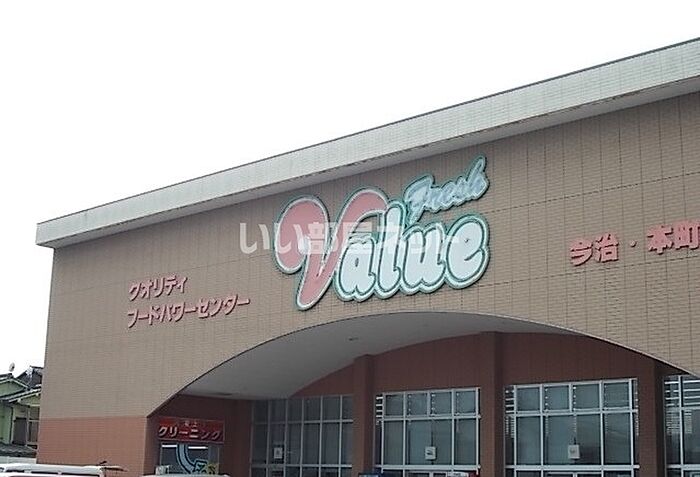 Fresh
Value
クオリティ
フードパワーセンター
今治・本町
クリーニング
いい部屋ネット